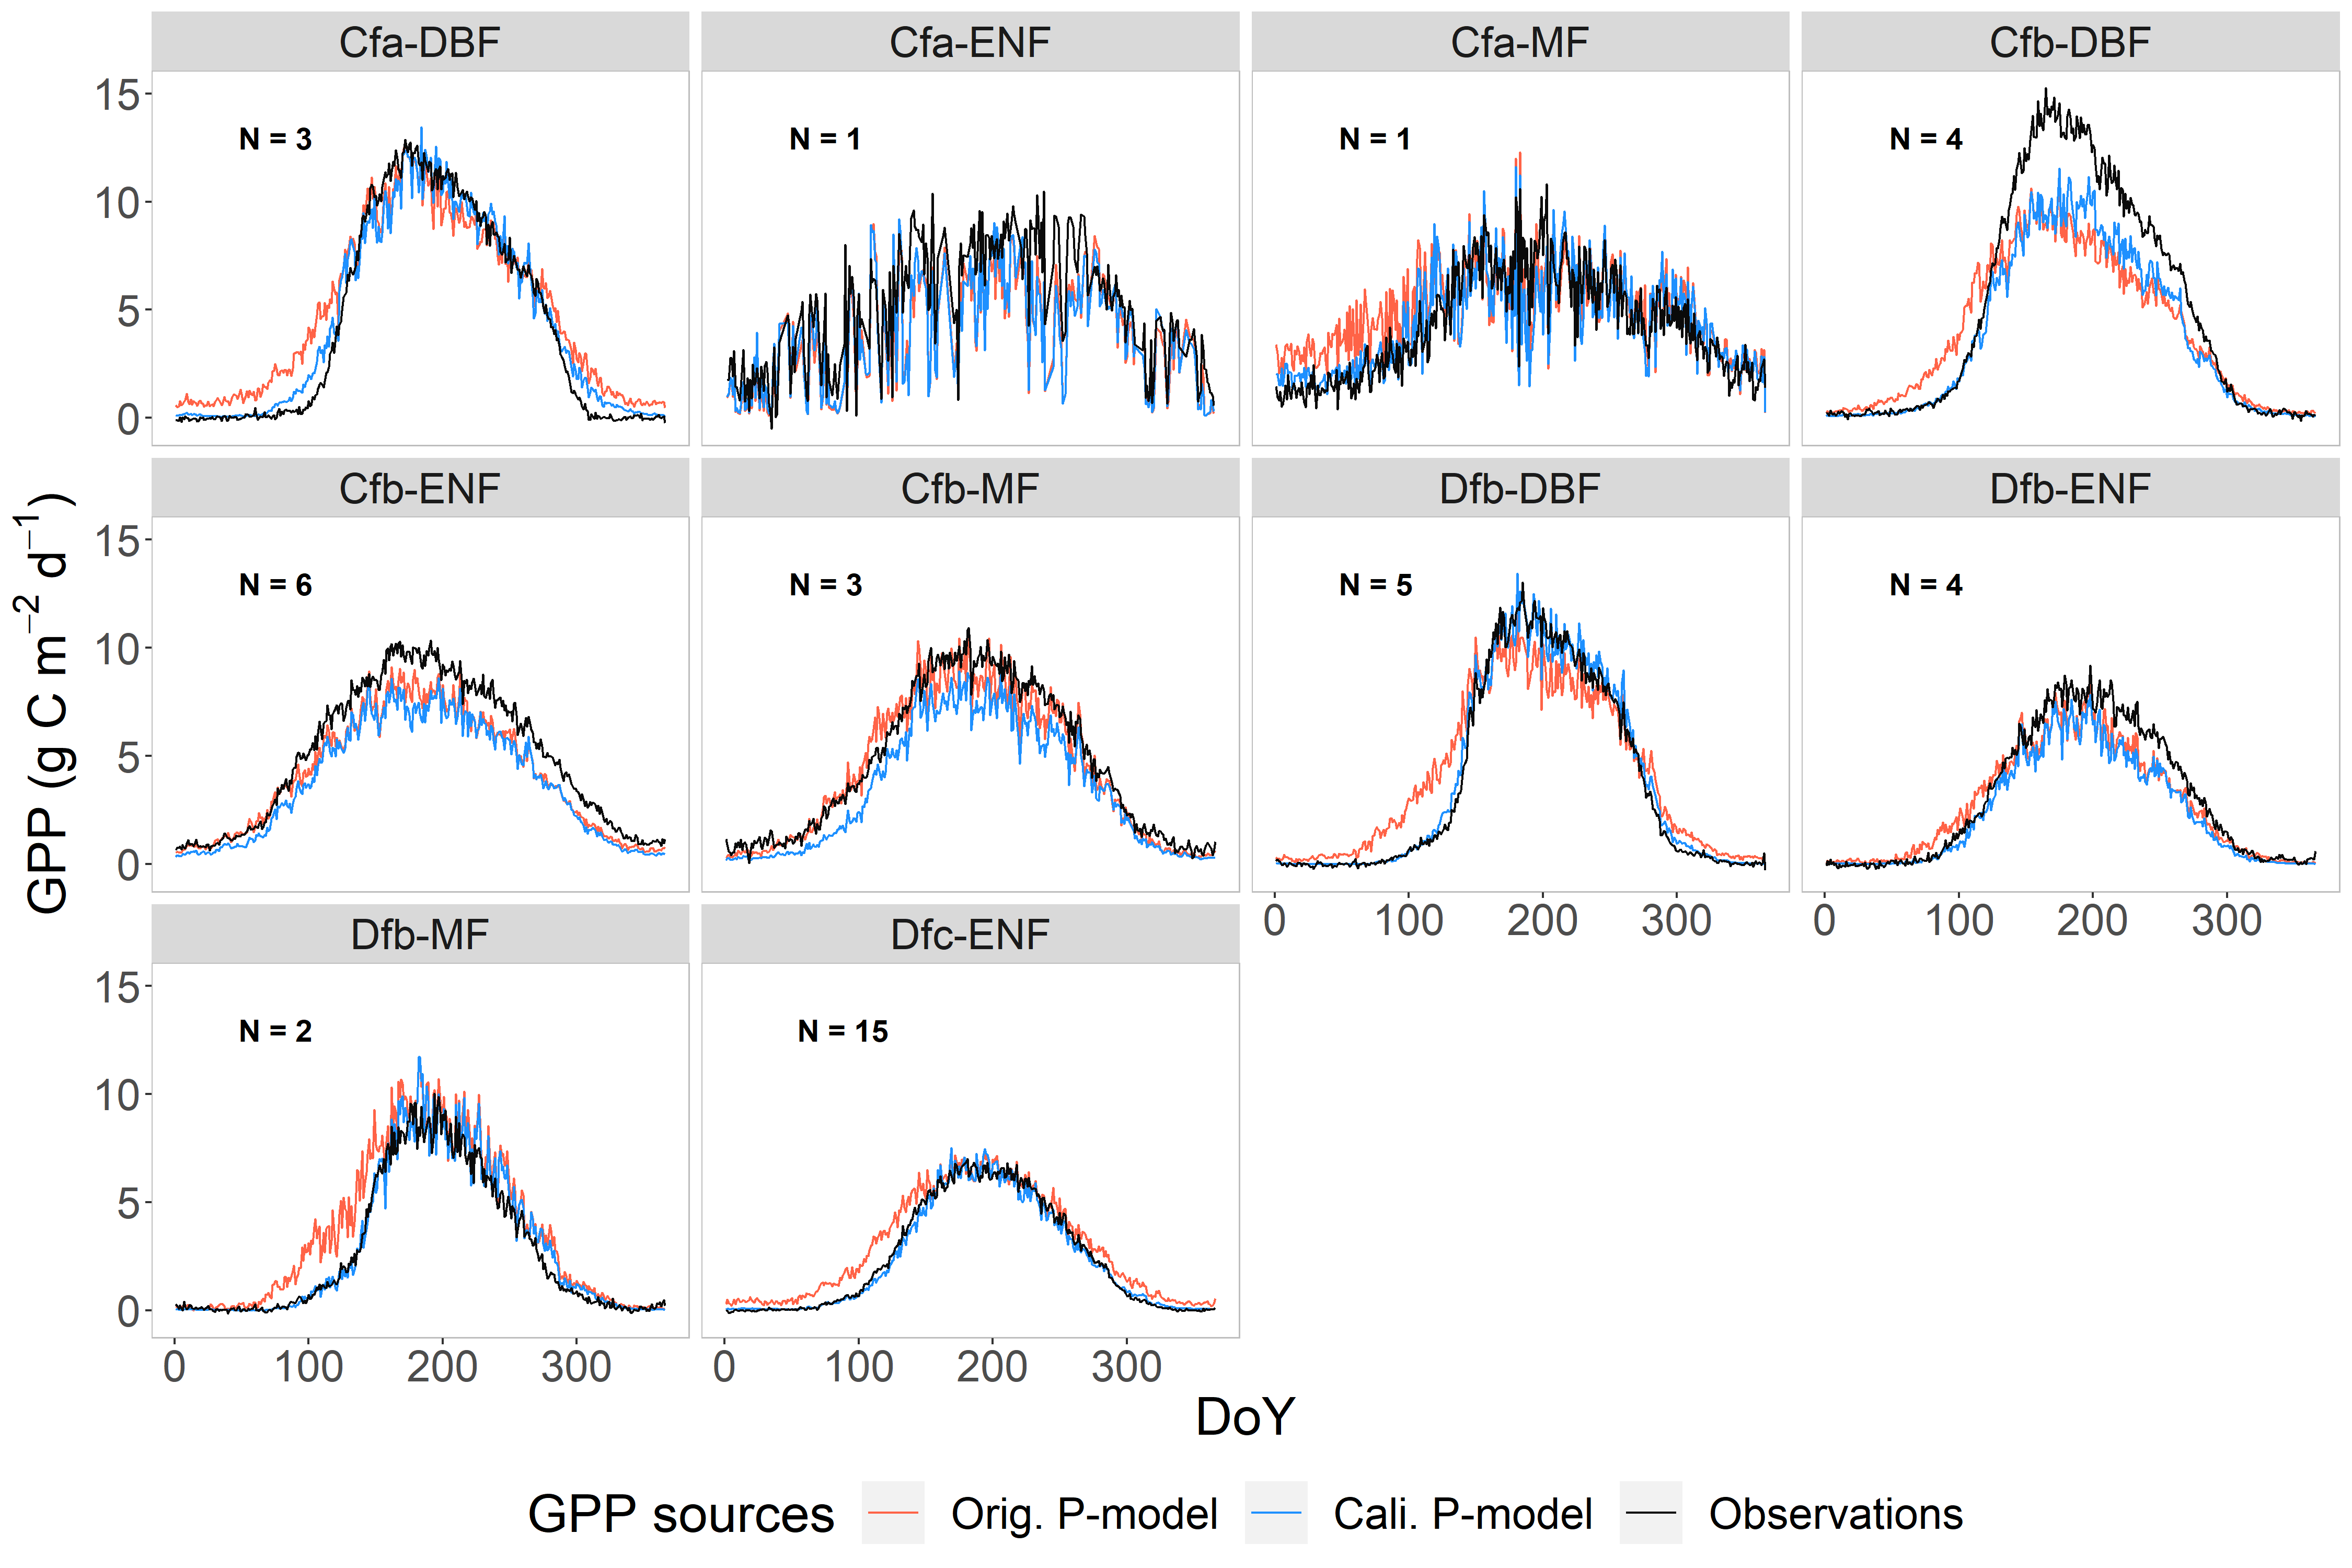 Cfa-DBF Cfa-ENF Cfa-MF Cfb-DBF
15
10
5
0
N = 3 N = 1 N = 1 N = 4
Cfb-ENF Cfb-MF Dfb-DBF Dfb-ENF
15
10
5
0
N = 6 N = 3 N = 5 N = 4
0 100 200 300 0 100 200 300
GPP (g C m⁻² d⁻¹)
Dfb-MF Dfc-ENF
15
10
5
0
N = 2 N = 15
0 100 200 300 0 100 200 300
DoY
GPP sources Orig. P-model Cali. P-model Observations